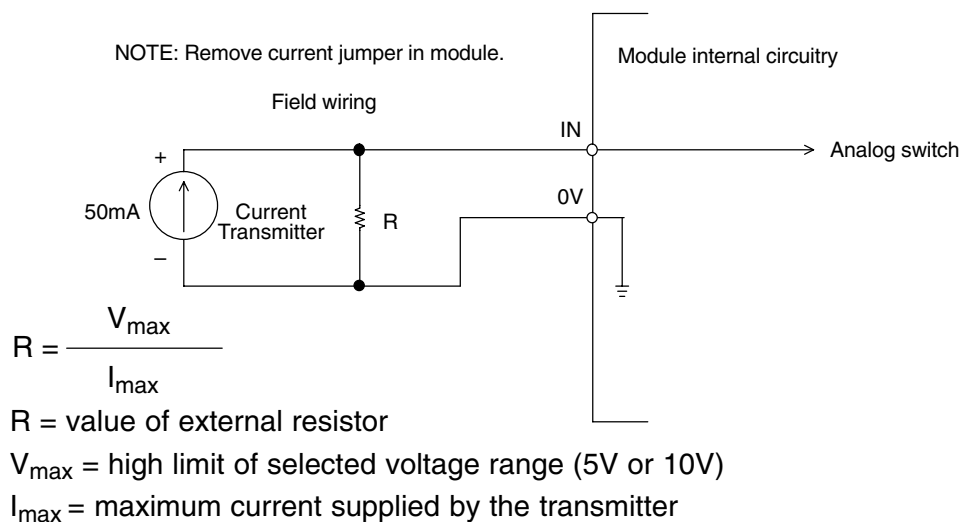 NOTE: Remove current jumper in module.
Module internal circuitry
Field wiring
IN
Analog switch
+
50mA
Current
Transmitter
R
0V
–
R = V_max / I_max
R = value of external resistor
V_max = high limit of selected voltage range (5V or 10V)
I_max = maximum current supplied by the transmitter